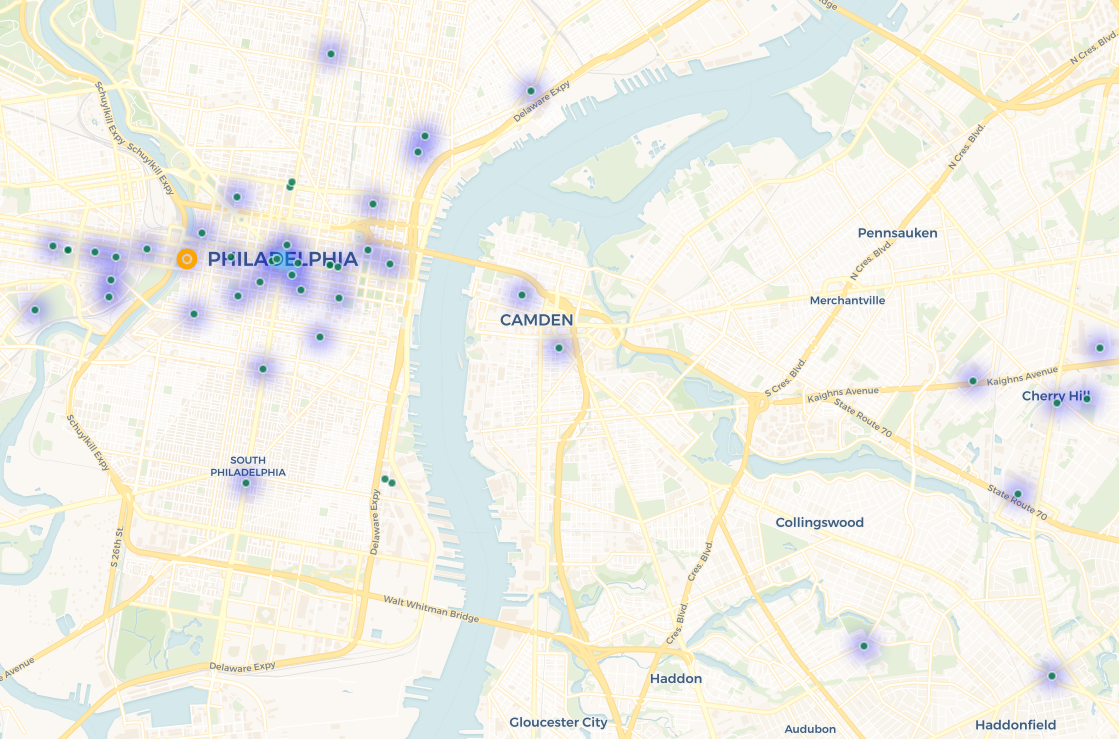 dge
N Cres. Blvd.
Schuylkill Expy
Delaware Expy
Schuylkill Expy
N Cres. Blvd.
Pennsauken
N Cres. Blvd.
PHILADELPHIA
Merchantville
CAMDEN
S Cres. Blvd.
Kaighns Avenue
Kaighns Avenue
Cherry Hill
State Route 70
Schuylkill Expy
SOUTH
PHILADELPHIA
State Route 70
Delaware Expy
Collingswood
S 26th St.
Cres. Blvd.
Walt Whitman Bridge
Cres. Blvd.
e Avenue
Delaware Expy
Haddon
Gloucester City
Audubon
Haddonfield